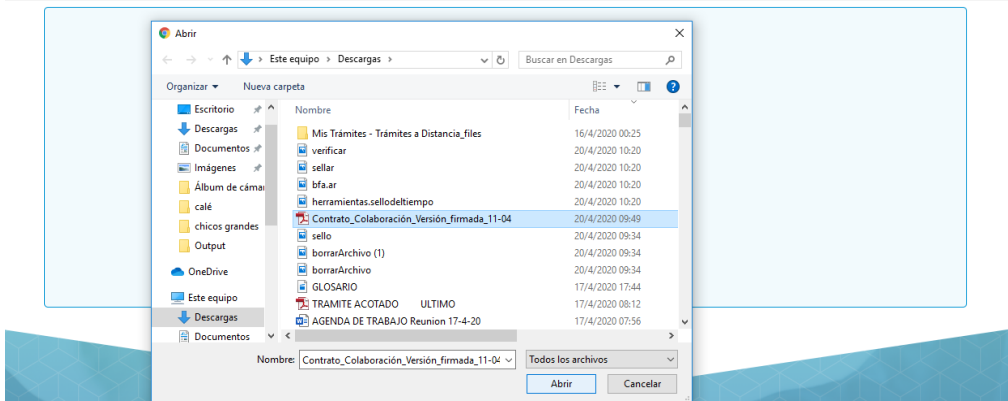 Abrir
Este equipo > Descargas >
Buscar en Descargas
Organizar
Nueva carpeta
Escritorio
Descargas
Documentos
Imágenes
Álbum de cámar
calé
chicos grandes
Output
OneDrive
Este equipo
Descargas
Documentos
Nombre Fecha
Mis Trámites - Trámites a Distancia_files 16/4/2020 00:25
verificar 20/4/2020 10:20
sellar 20/4/2020 10:20
bfa.ar 20/4/2020 10:20
herramientas.sellodeltiempo 20/4/2020 10:20
Contrato_Colaboración_Versión_firmada_11-04 20/4/2020 09:49
sello 20/4/2020 09:34
borrarArchivo (1) 20/4/2020 09:34
borrarArchivo 20/4/2020 09:34
GLOSARIO 17/4/2020 17:44
TRAMITE ACOTADO ULTIMO 17/4/2020 08:12
AGENDA DE TRABAJO Reunion 17-4-20 17/4/2020 07:56
Nombre: Contrato_Colaboración_Versión_firmada_11-04
Todos los archivos
Abrir
Cancelar